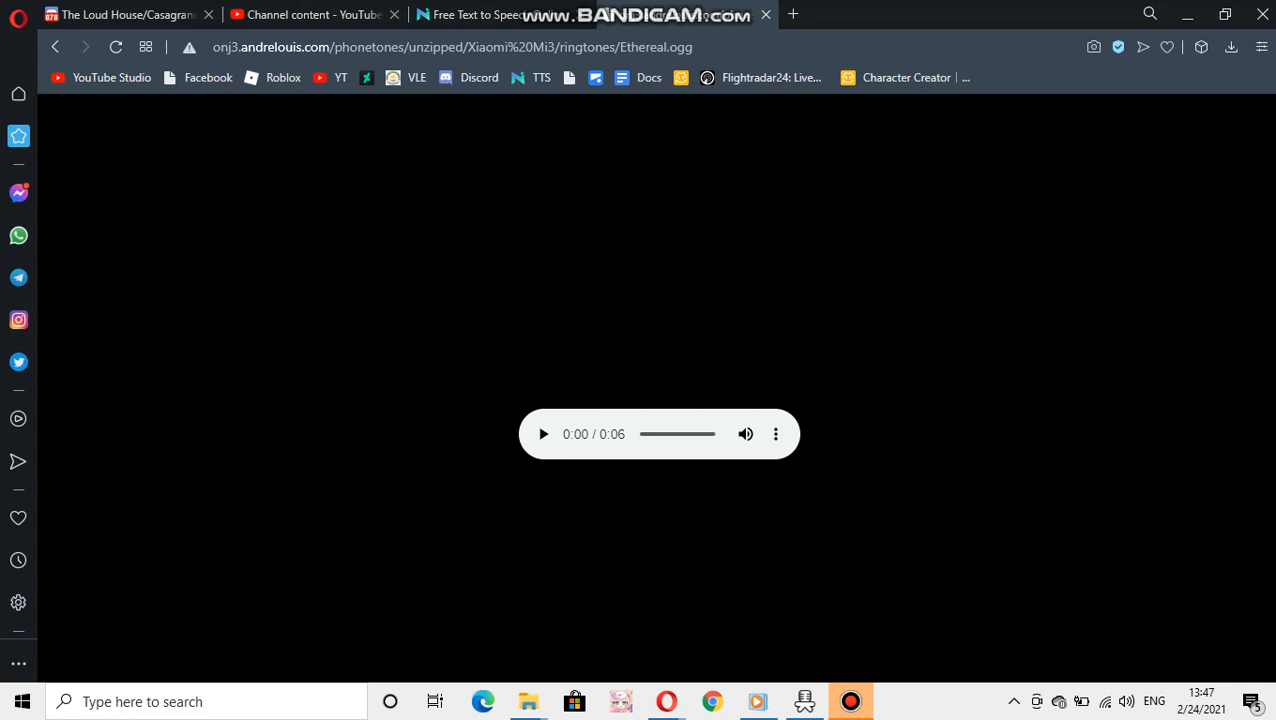 878 The Loud House/Casagran
Channel content - YouTube
Free Text to Speech
www.BANDICAM.com
onj3.andrelouis.com/phonetones/unzipped/Xiaomi%20Mi3/ringtones/Ethereal.ogg
YouTube Studio Facebook Roblox YT VLE Discord TTS Docs Flightradar24: Live... Character Creator | ...
0:00 / 0:06
Type here to search
ENG
13:47
2/24/2021
5